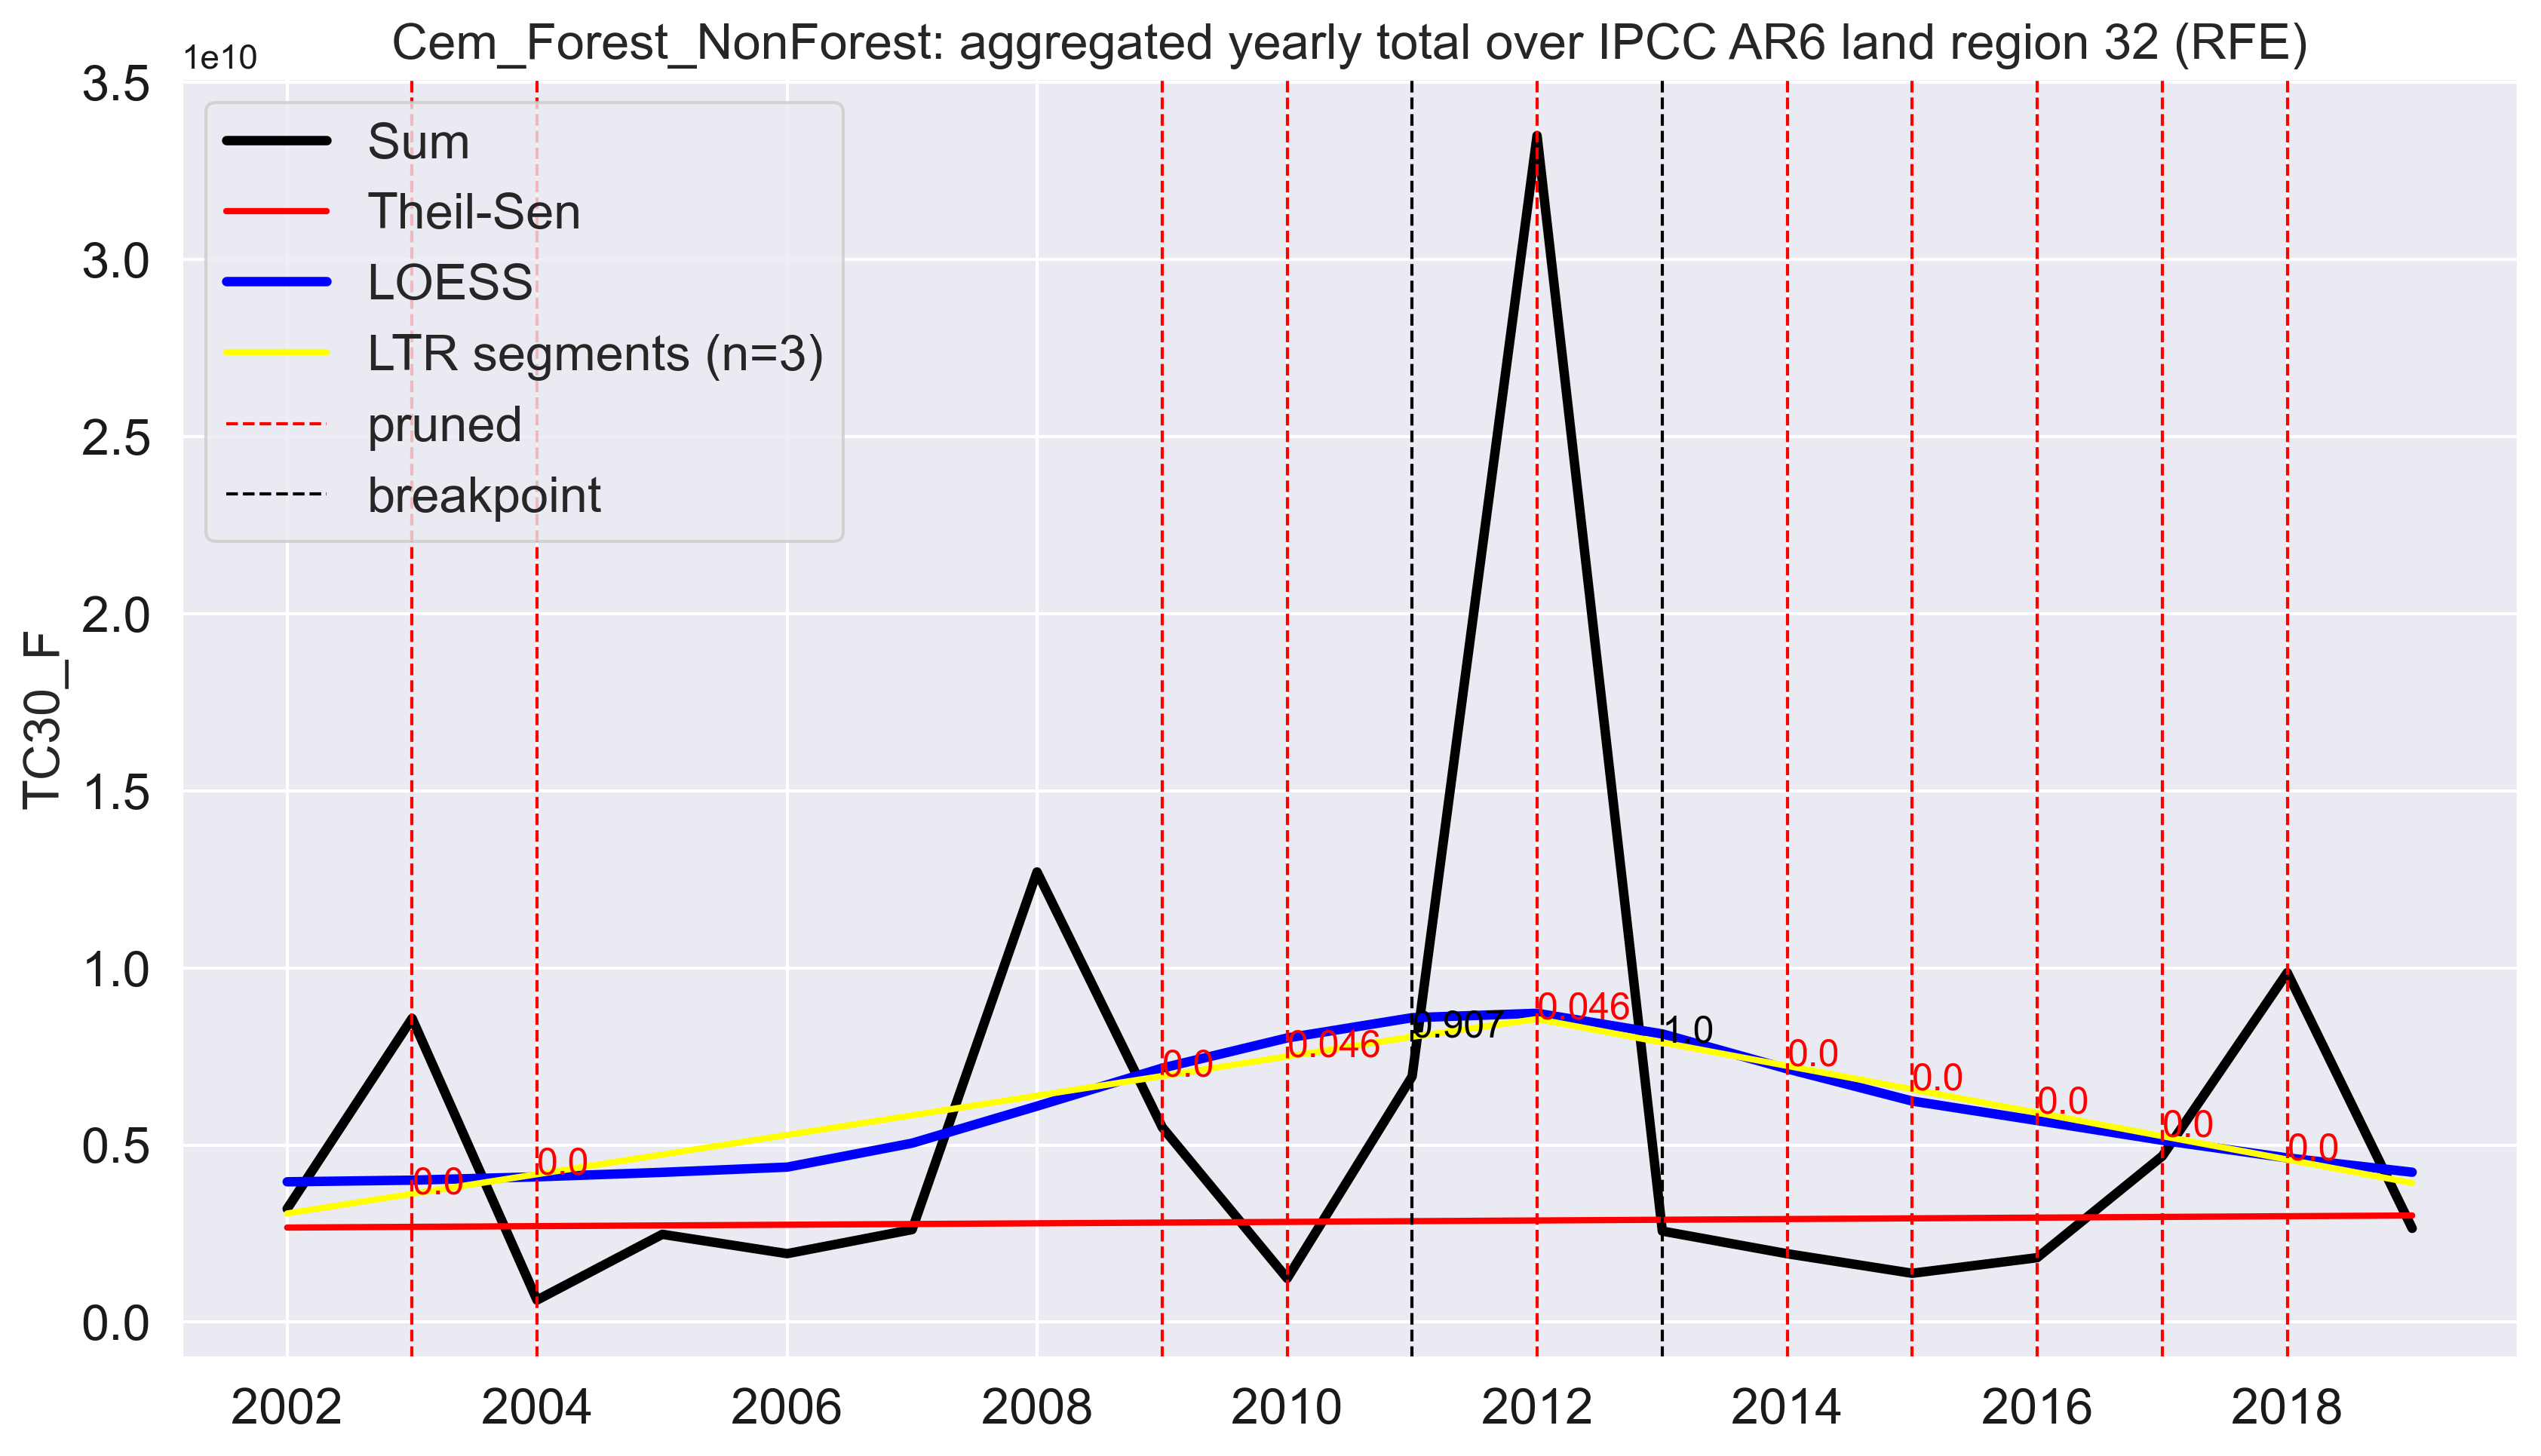 Cem_Forest_NonForest: aggregated yearly total over IPCC AR6 land region 32 (RFE)
1e10
3.5
3.0
2.5
2.0
1.5
1.0
0.5
0.0
TC30_F
Sum
Theil-Sen
LOESS
LTR segments (n=3)
pruned
breakpoint
0.0
0.0
0.0
0.046
0.907
0.046
1.0
0.0
0.0
0.0
0.0
0.0
2002 2004 2006 2008 2010 2012 2014 2016 2018